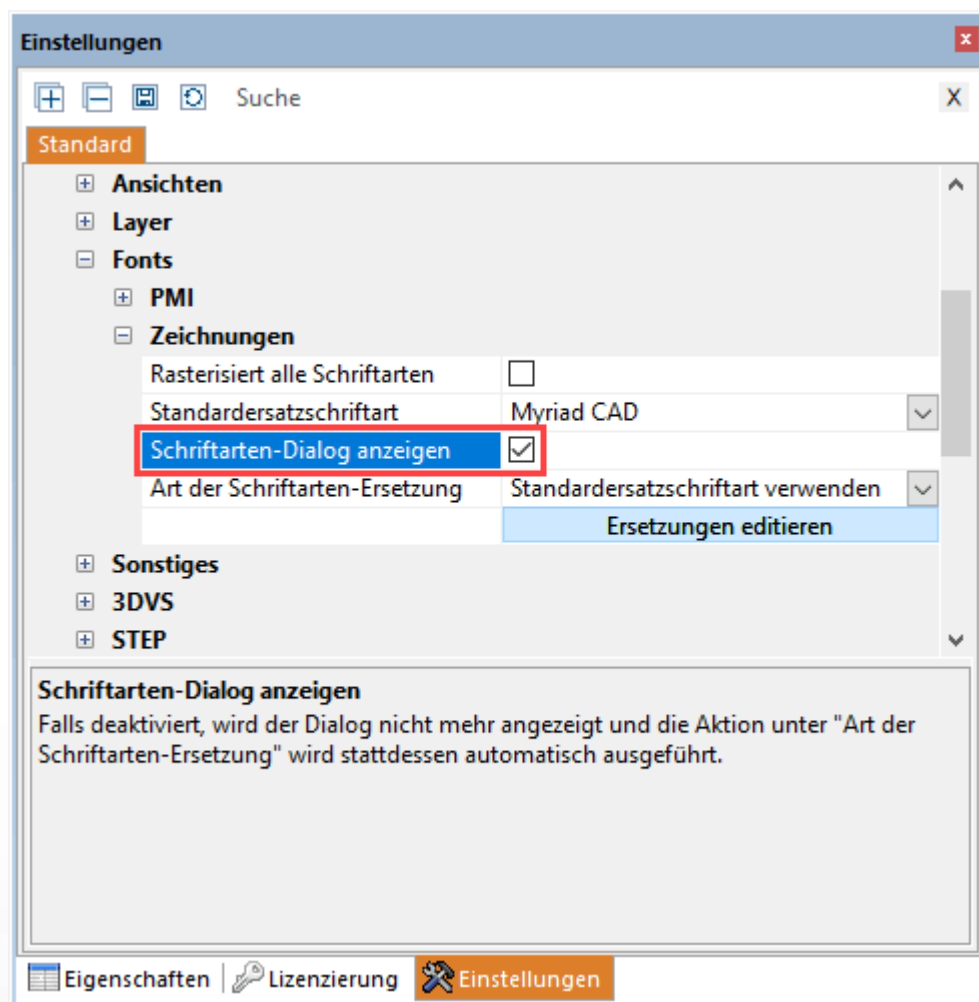 Einstellungen
x
Suche
X
Standard
Ansichten
Layer
Fonts
PMI
Zeichnungen
Rasterisiert alle Schriftarten
Standardersatzschriftart Myriad CAD
Schriftarten-Dialog anzeigen
Art der Schriftarten-Ersetzung Standardersatzschriftart verwenden
Ersetzungen editieren
Sonstiges
3DVS
STEP
Schriftarten-Dialog anzeigen
Falls deaktiviert, wird der Dialog nicht mehr angezeigt und die Aktion unter "Art der
Schriftarten-Ersetzung" wird stattdessen automatisch ausgeführt.
Eigenschaften Lizenzierung Einstellungen